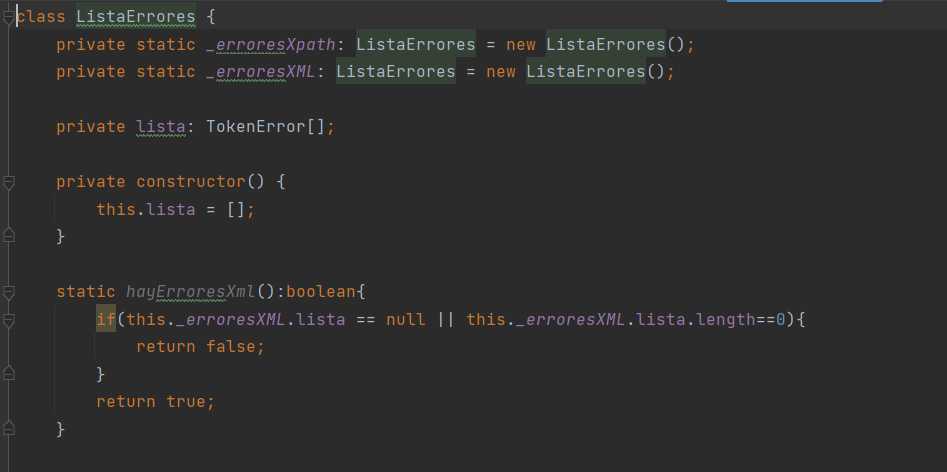 class ListaErrores {
private static _erroresXpath: ListaErrores = new ListaErrores();
private static _erroresXML: ListaErrores = new ListaErrores();
private lista: TokenError[];
private constructor() {
this.lista = [];
}
static hayErroresXml():boolean{
if(this._erroresXML.lista == null || this._erroresXML.lista.length==0){
return false;
}
return true;
}